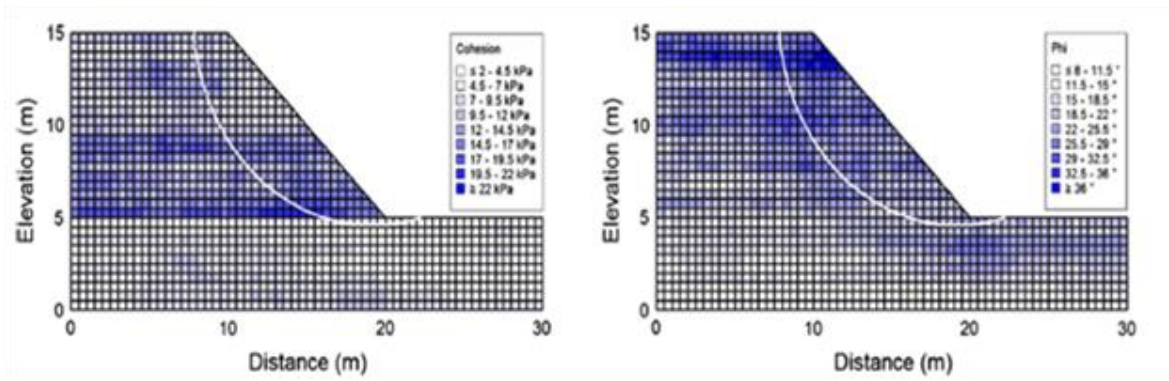 15
10
5
0
Elevation (m)
0 10 20 30
Distance (m)
Cohesion
≤ 2 - 4.5 kPa
4.5 - 7 kPa
7 - 9.5 kPa
9.5 - 12 kPa
12 - 14.5 kPa
14.5 - 17 kPa
17 - 19.5 kPa
19.5 - 22 kPa
≥ 22 kPa
15
10
5
0
Elevation (m)
0 10 20 30
Distance (m)
Phi
≤ 8 - 11.5 °
11.5 - 15 °
15 - 18.5 °
18.5 - 22 °
22 - 25.5 °
25.5 - 29 °
29 - 32.5 °
32.5 - 36 °
≥ 36 °